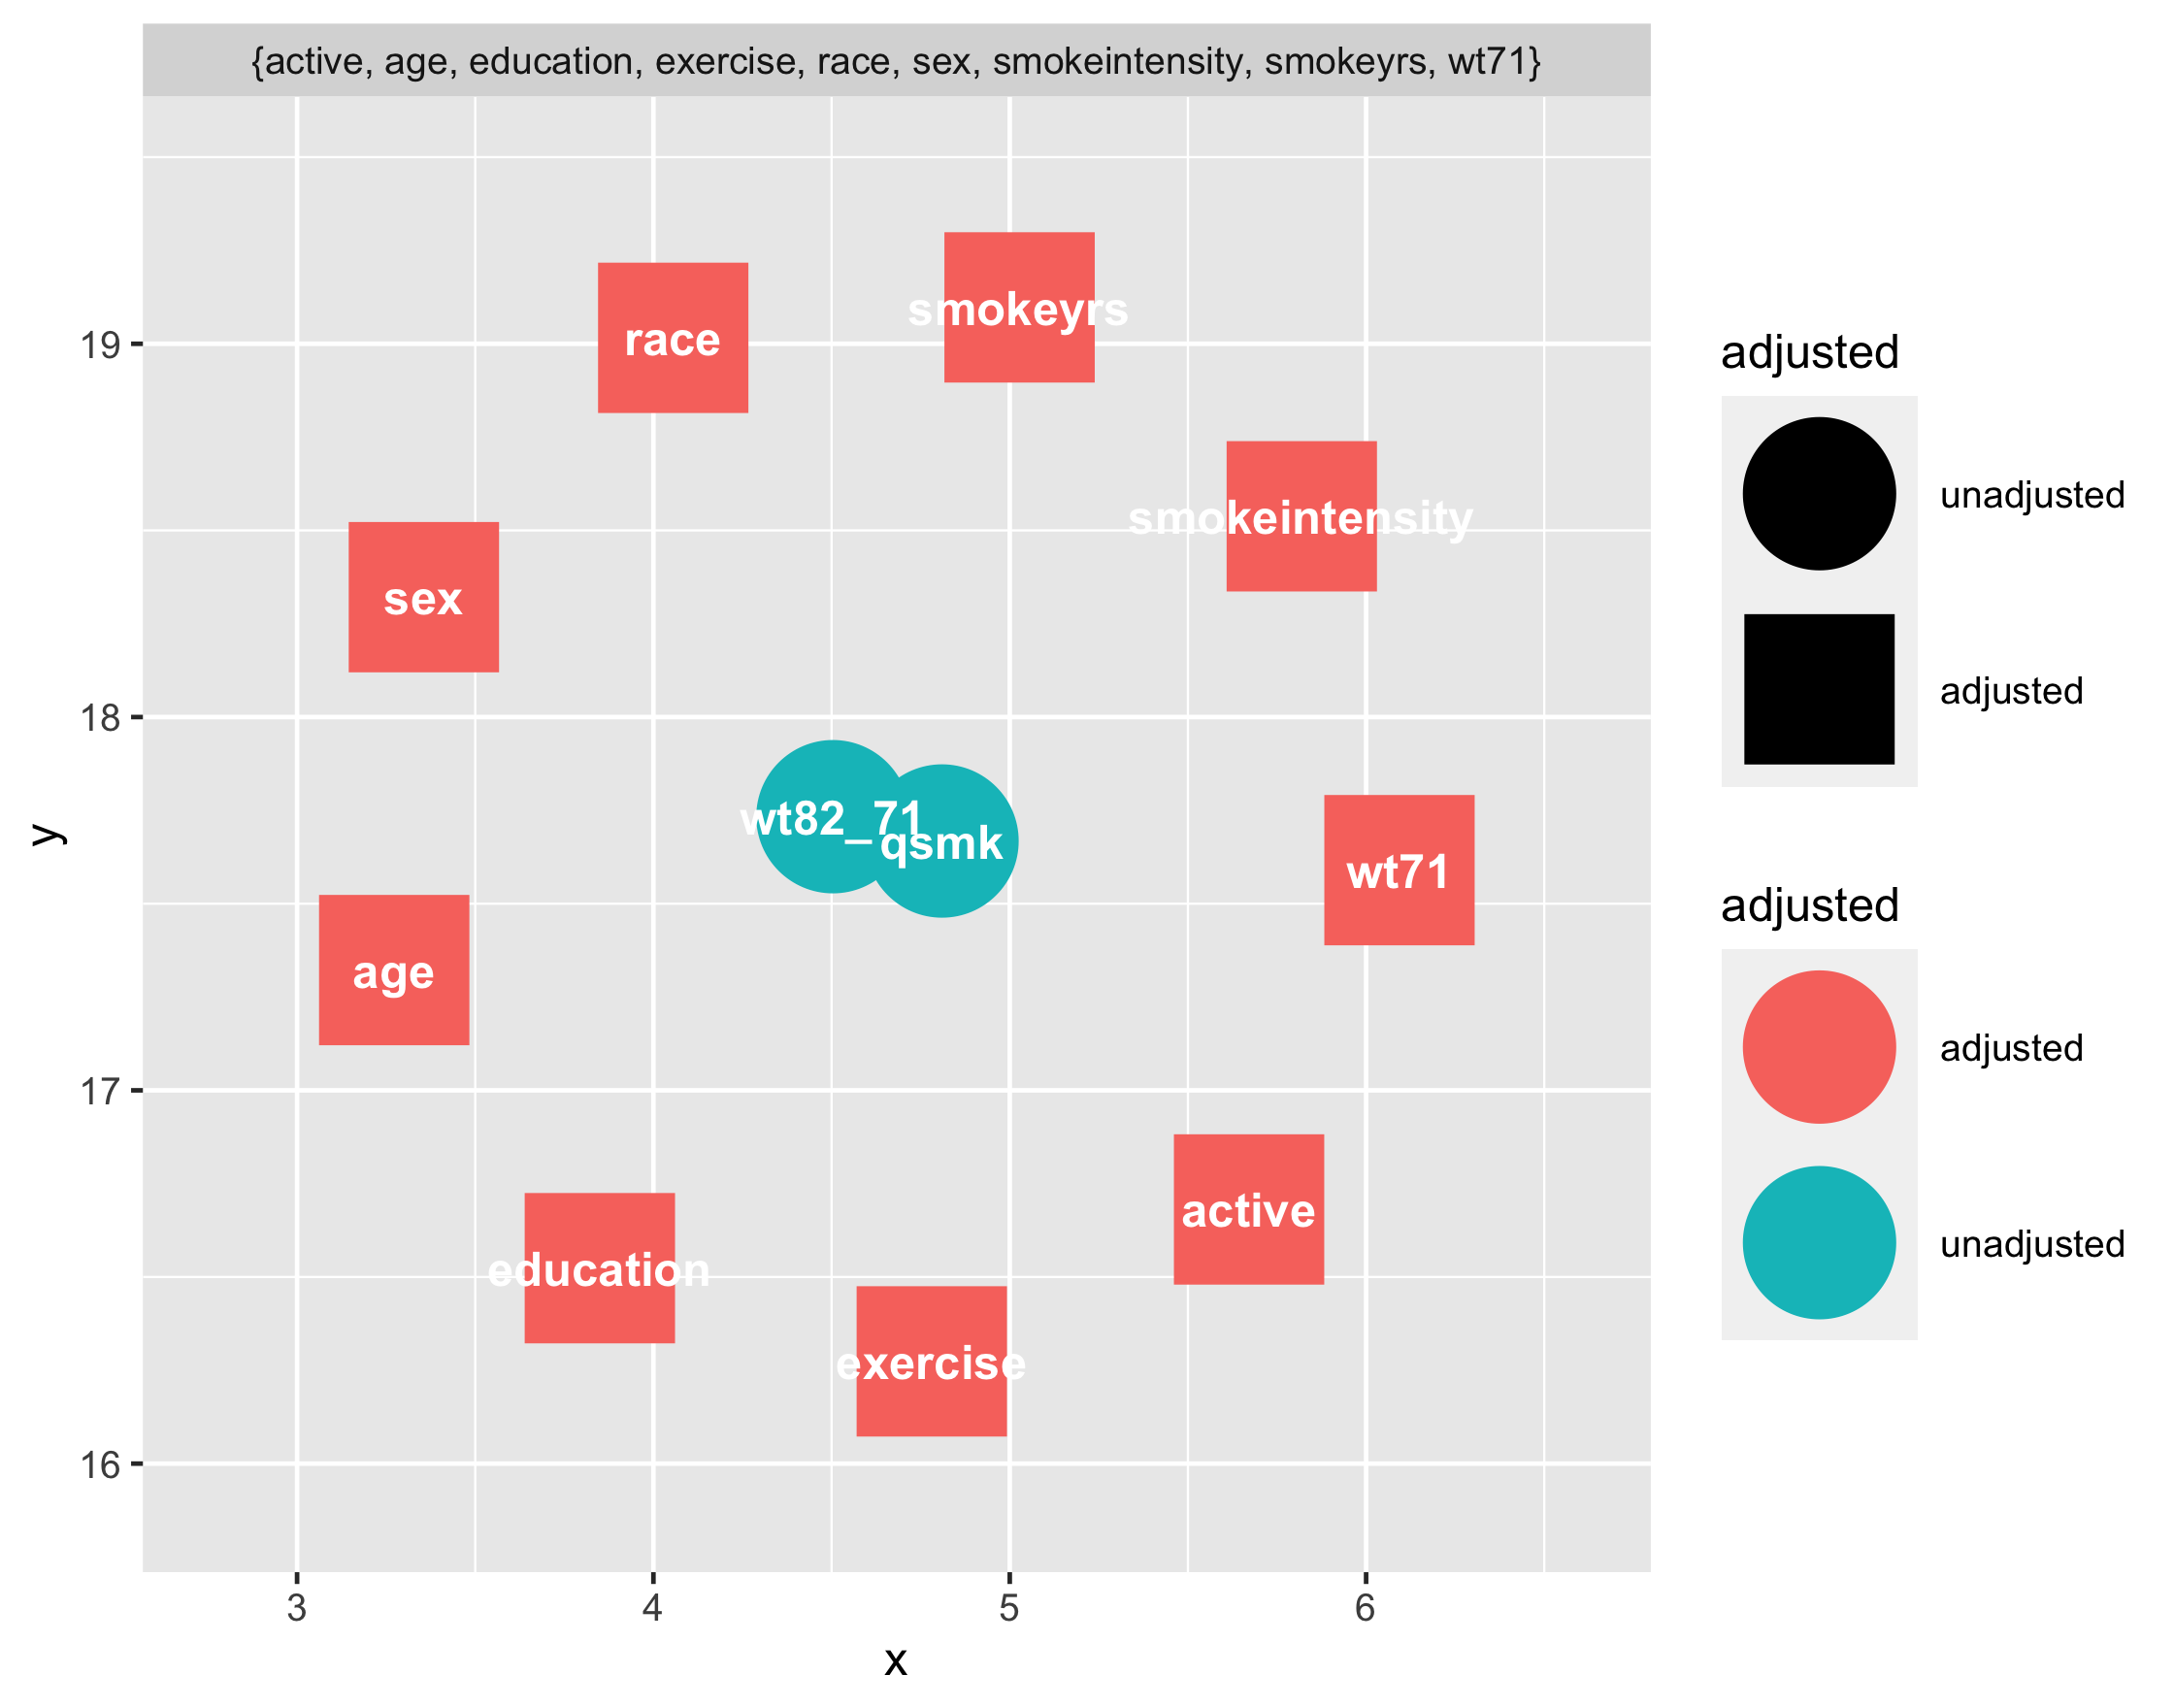 {active, age, education, exercise, race, sex, smokeintensity, smokeyrs, wt71}
smokeyrs
race
smokeintensity
sex
wt82_71
qsmk
wt71
age
active
education
exercise
19
18
17
16
y
3
4
5
6
x
adjusted
unadjusted
adjusted
adjusted
adjusted
unadjusted